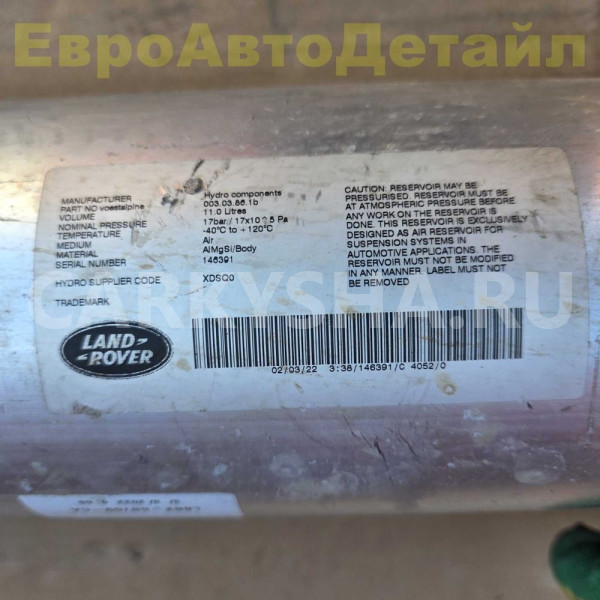 ЕвроАвтоДетайл
MANUFACTURER Hydro components
PART NO voestalpine 003.03.86.1b
VOLUME 11.0 Litres
NOMINAL PRESSURE 17bar / 17x10^5 Pa
TEMPERATURE -40°C to +120°C
MEDIUM Air
MATERIAL AlMgSi/Body
SERIAL NUMBER 146391
HYDRO SUPPLIER CODE XDSQ0
TRADEMARK
CAUTION: RESERVOIR MAY BE
PRESSURISED. RESERVOIR MUST BE
AT ATMOSPHERIC PRESSURE BEFORE
ANY WORK ON THE RESERVOIR IS
DONE. THIS RESERVOIR IS EXCLUSIVELY
DESIGNED AS AIR RESERVOIR FOR
SUSPENSION SYSTEMS IN
AUTOMOTIVE APPLICATIONS. THE
RESERVOIR MUST NOT BE MODIFIED
IN ANY MANNER. LABEL MUST NOT
BE REMOVED
CARKYSHA.RU
LAND-
-ROVER
02/03/22 3:38/146391/C 4052/0